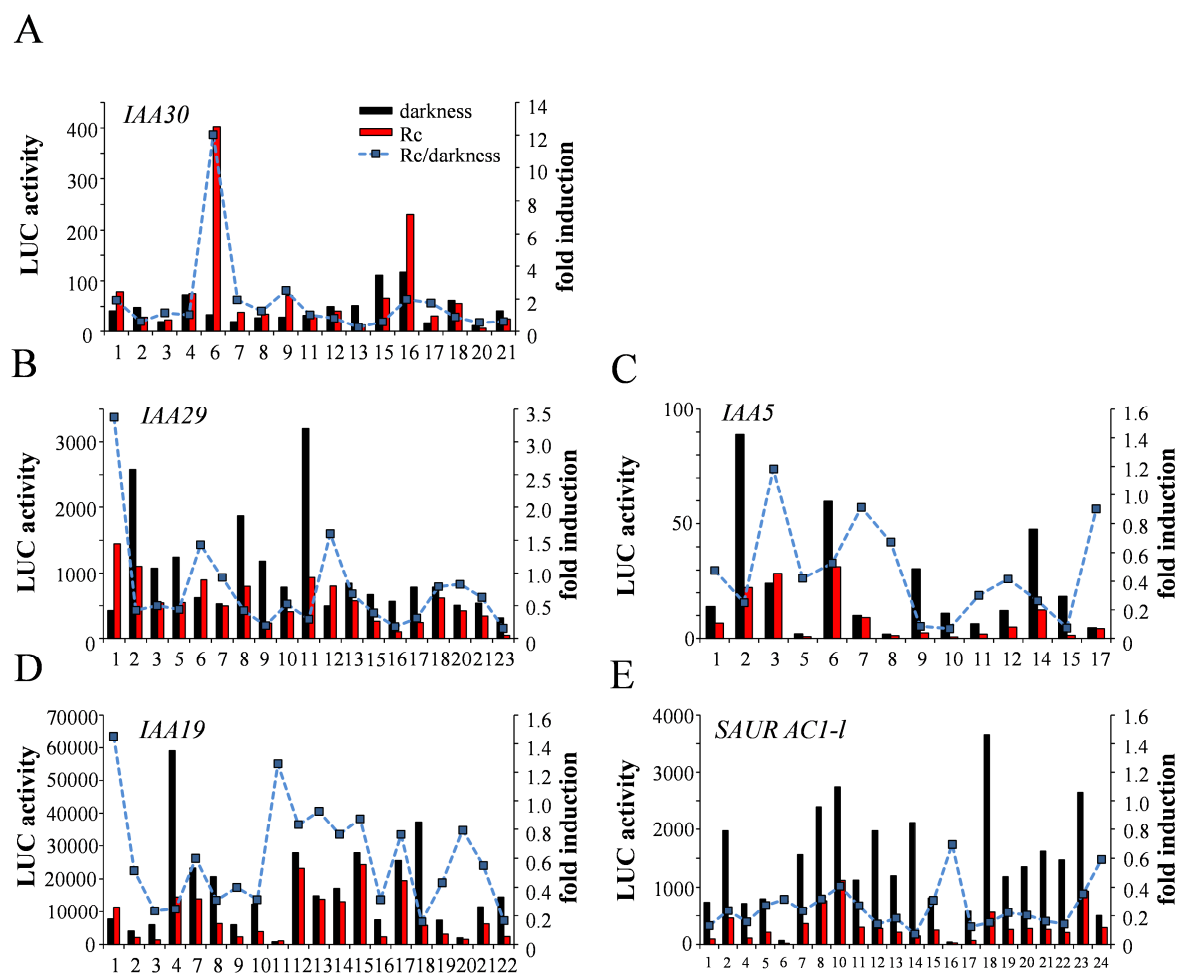 A
IAA30
darkness
Rc
Rc/darkness
LUC activity
fold induction
400
300
200
100
0
14
12
10
8
6
4
2
0
1 2 3 4 6 7 8 9 11 12 13 15 16 17 18 20 21
B
IAA29
LUC activity
fold induction
3000
2000
1000
0
3.5
3.0
2.5
2.0
1.5
1.0
0.5
0
1 2 3 5 6 7 8 9 10 11 12 13 15 16 17 18 20 21 23
C
IAA5
LUC activity
fold induction
100
50
0
1.6
1.4
1.2
1.0
0.8
0.6
0.4
0.2
0
1 2 3 5 6 7 8 9 10 11 12 14 15 17
D
IAA19
LUC activity
fold induction
70000
60000
50000
40000
30000
20000
10000
0
1.6
1.4
1.2
1.0
0.8
0.6
0.4
0.2
0
1 2 3 4 7 8 9 10 11 12 13 14 15 16 17 18 19 20 21 22
E
SAUR AC1-l
LUC activity
fold induction
4000
3000
2000
1000
0
1.6
1.4
1.2
1.0
0.8
0.6
0.4
0.2
0
1 2 4 5 6 7 8 10 11 12 13 14 15 16 17 18 19 20 21 22 23 24